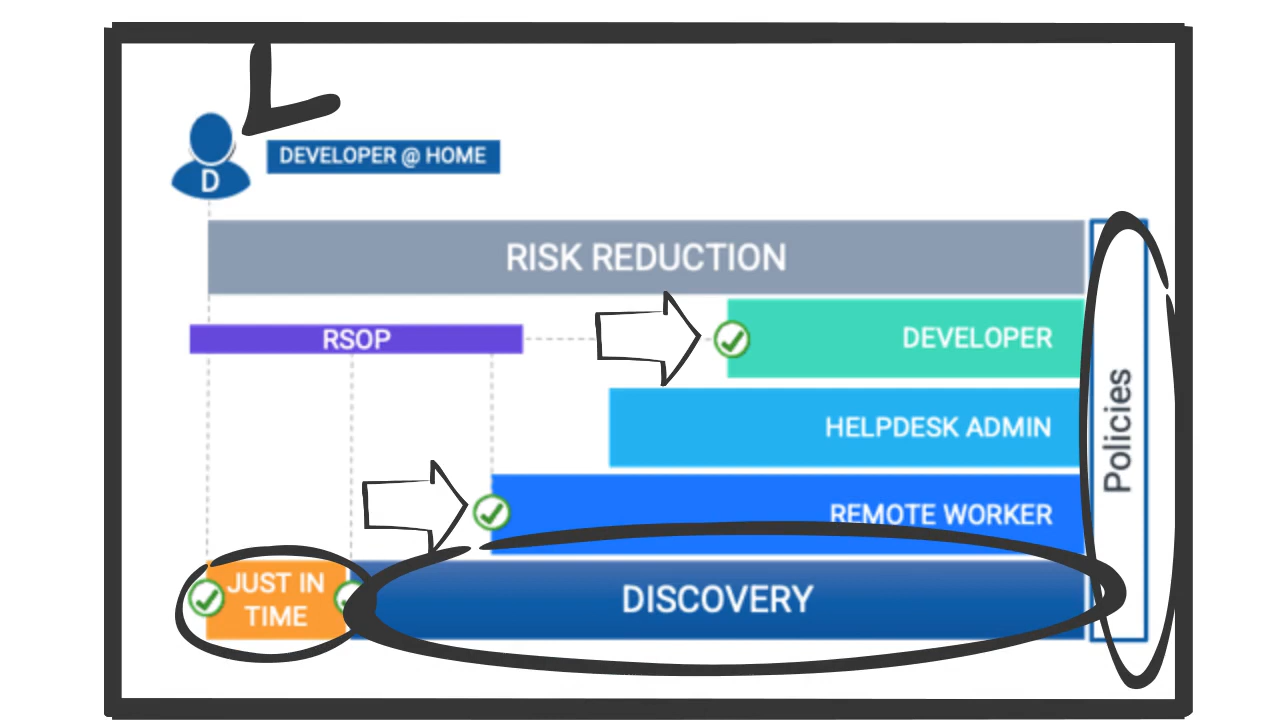 DEVELOPER @ HOME
D
RISK REDUCTION
RSOP
DEVELOPER
HELPDESK ADMIN
REMOTE WORKER
JUST IN
TIME
DISCOVERY
Policies